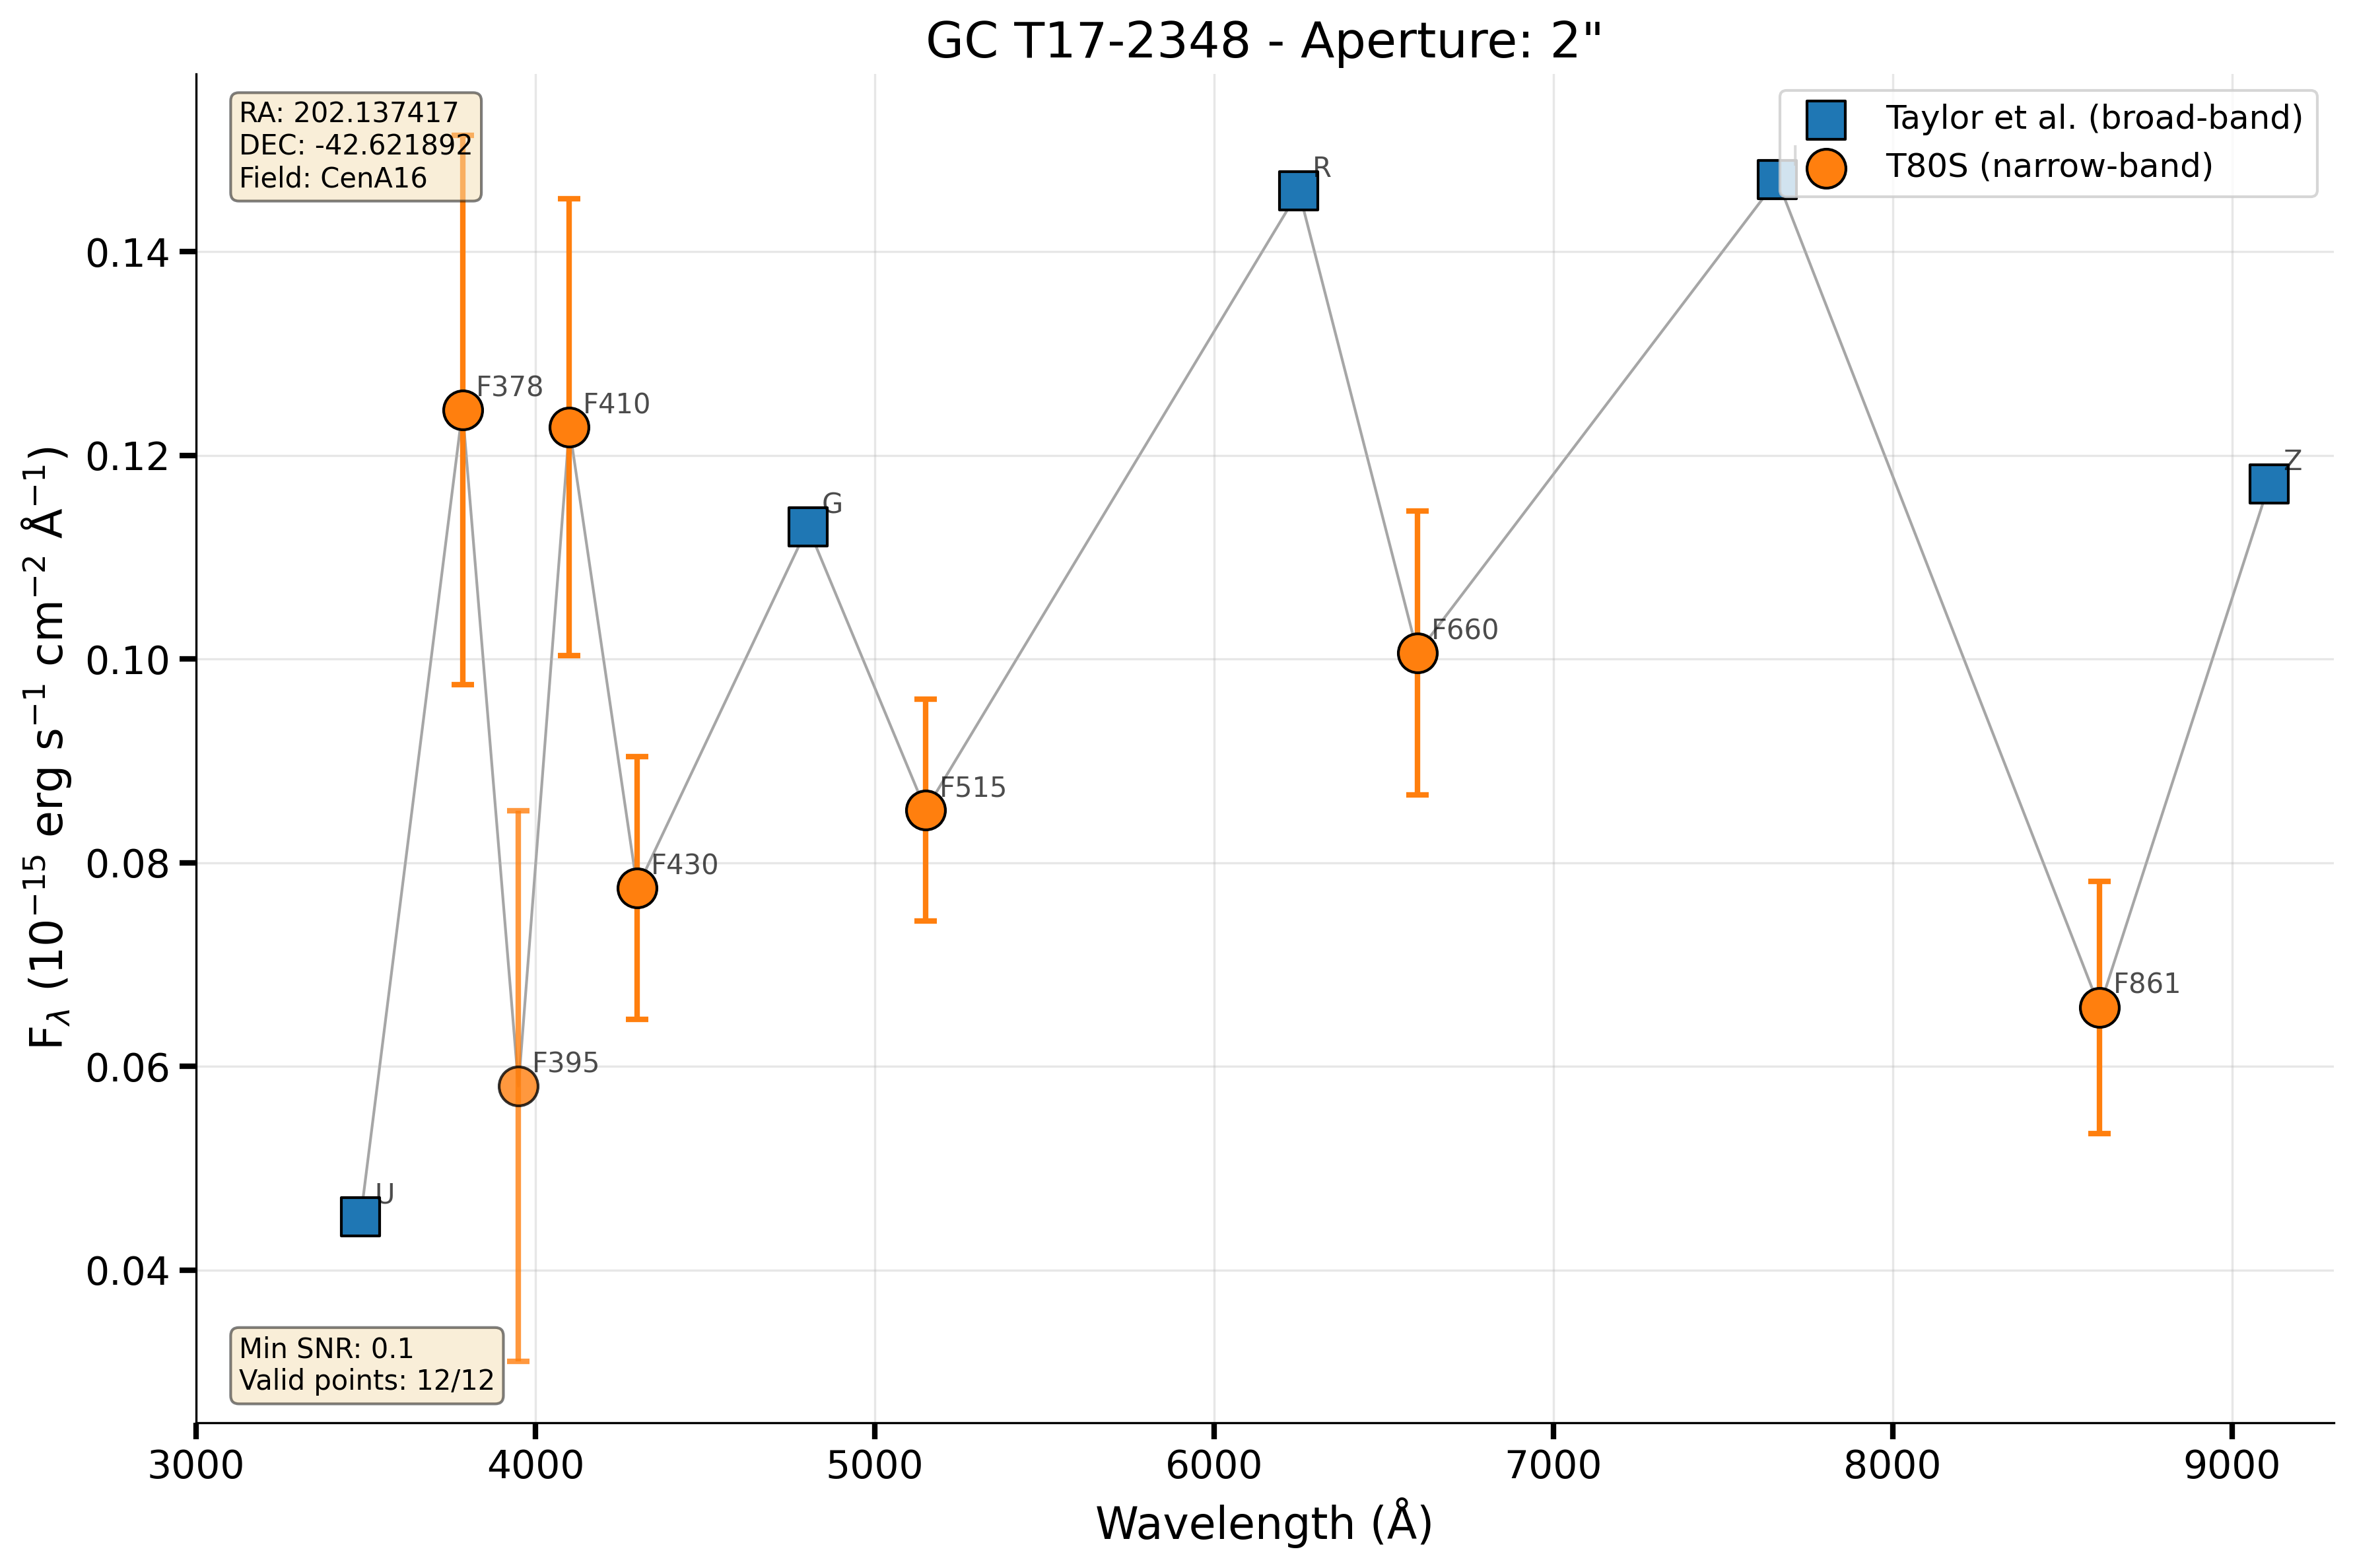 GC T17-2348 - Aperture: 2"
RA: 202.137417
DEC: -42.621892
Field: CenA16
Taylor et al. (broad-band)
T80S (narrow-band)
R
I
F378
F410
G
Z
F660
F515
F430
F395
F861
U
Min SNR: 0.1
Valid points: 12/12
0.14
0.12
0.10
0.08
0.06
0.04
F_λ (10⁻¹⁵ erg s⁻¹ cm⁻² Å⁻¹)
3000 4000 5000 6000 7000 8000 9000
Wavelength (Å)